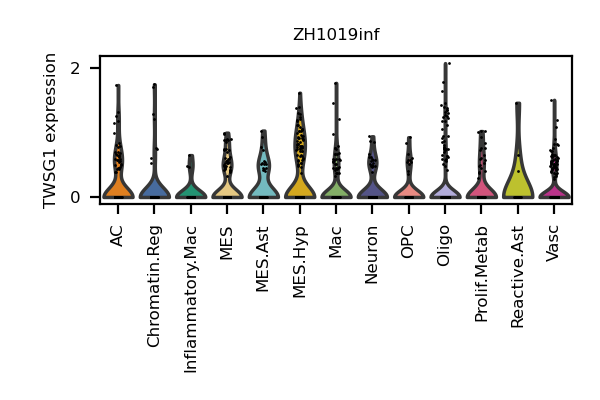 ZH1019inf
TWSG1 expression
2
0
AC
Chromatin.Reg
Inflammatory.Mac
MES
MES.Ast
MES.Hyp
Mac
Neuron
OPC
Oligo
Prolif.Metab
Reactive.Ast
Vasc